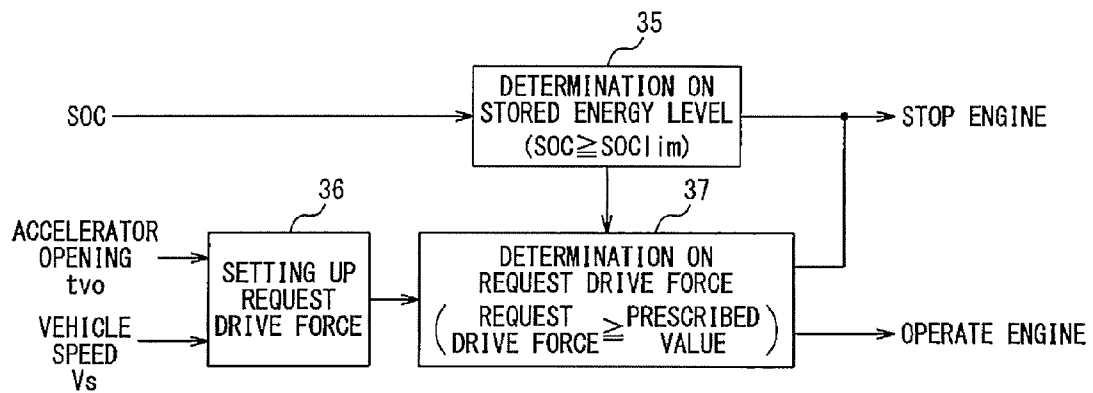 35
DETERMINATION ON
STORED ENERGY LEVEL
(SOC≧SOClim)
SOC
STOP ENGINE
36
37
ACCELERATOR
OPENING
tvo
VEHICLE
SPEED
Vs
SETTING UP
REQUEST
DRIVE FORCE
DETERMINATION ON
REQUEST DRIVE FORCE
(REQUEST DRIVE FORCE≧PRESCRIBED VALUE)
OPERATE ENGINE